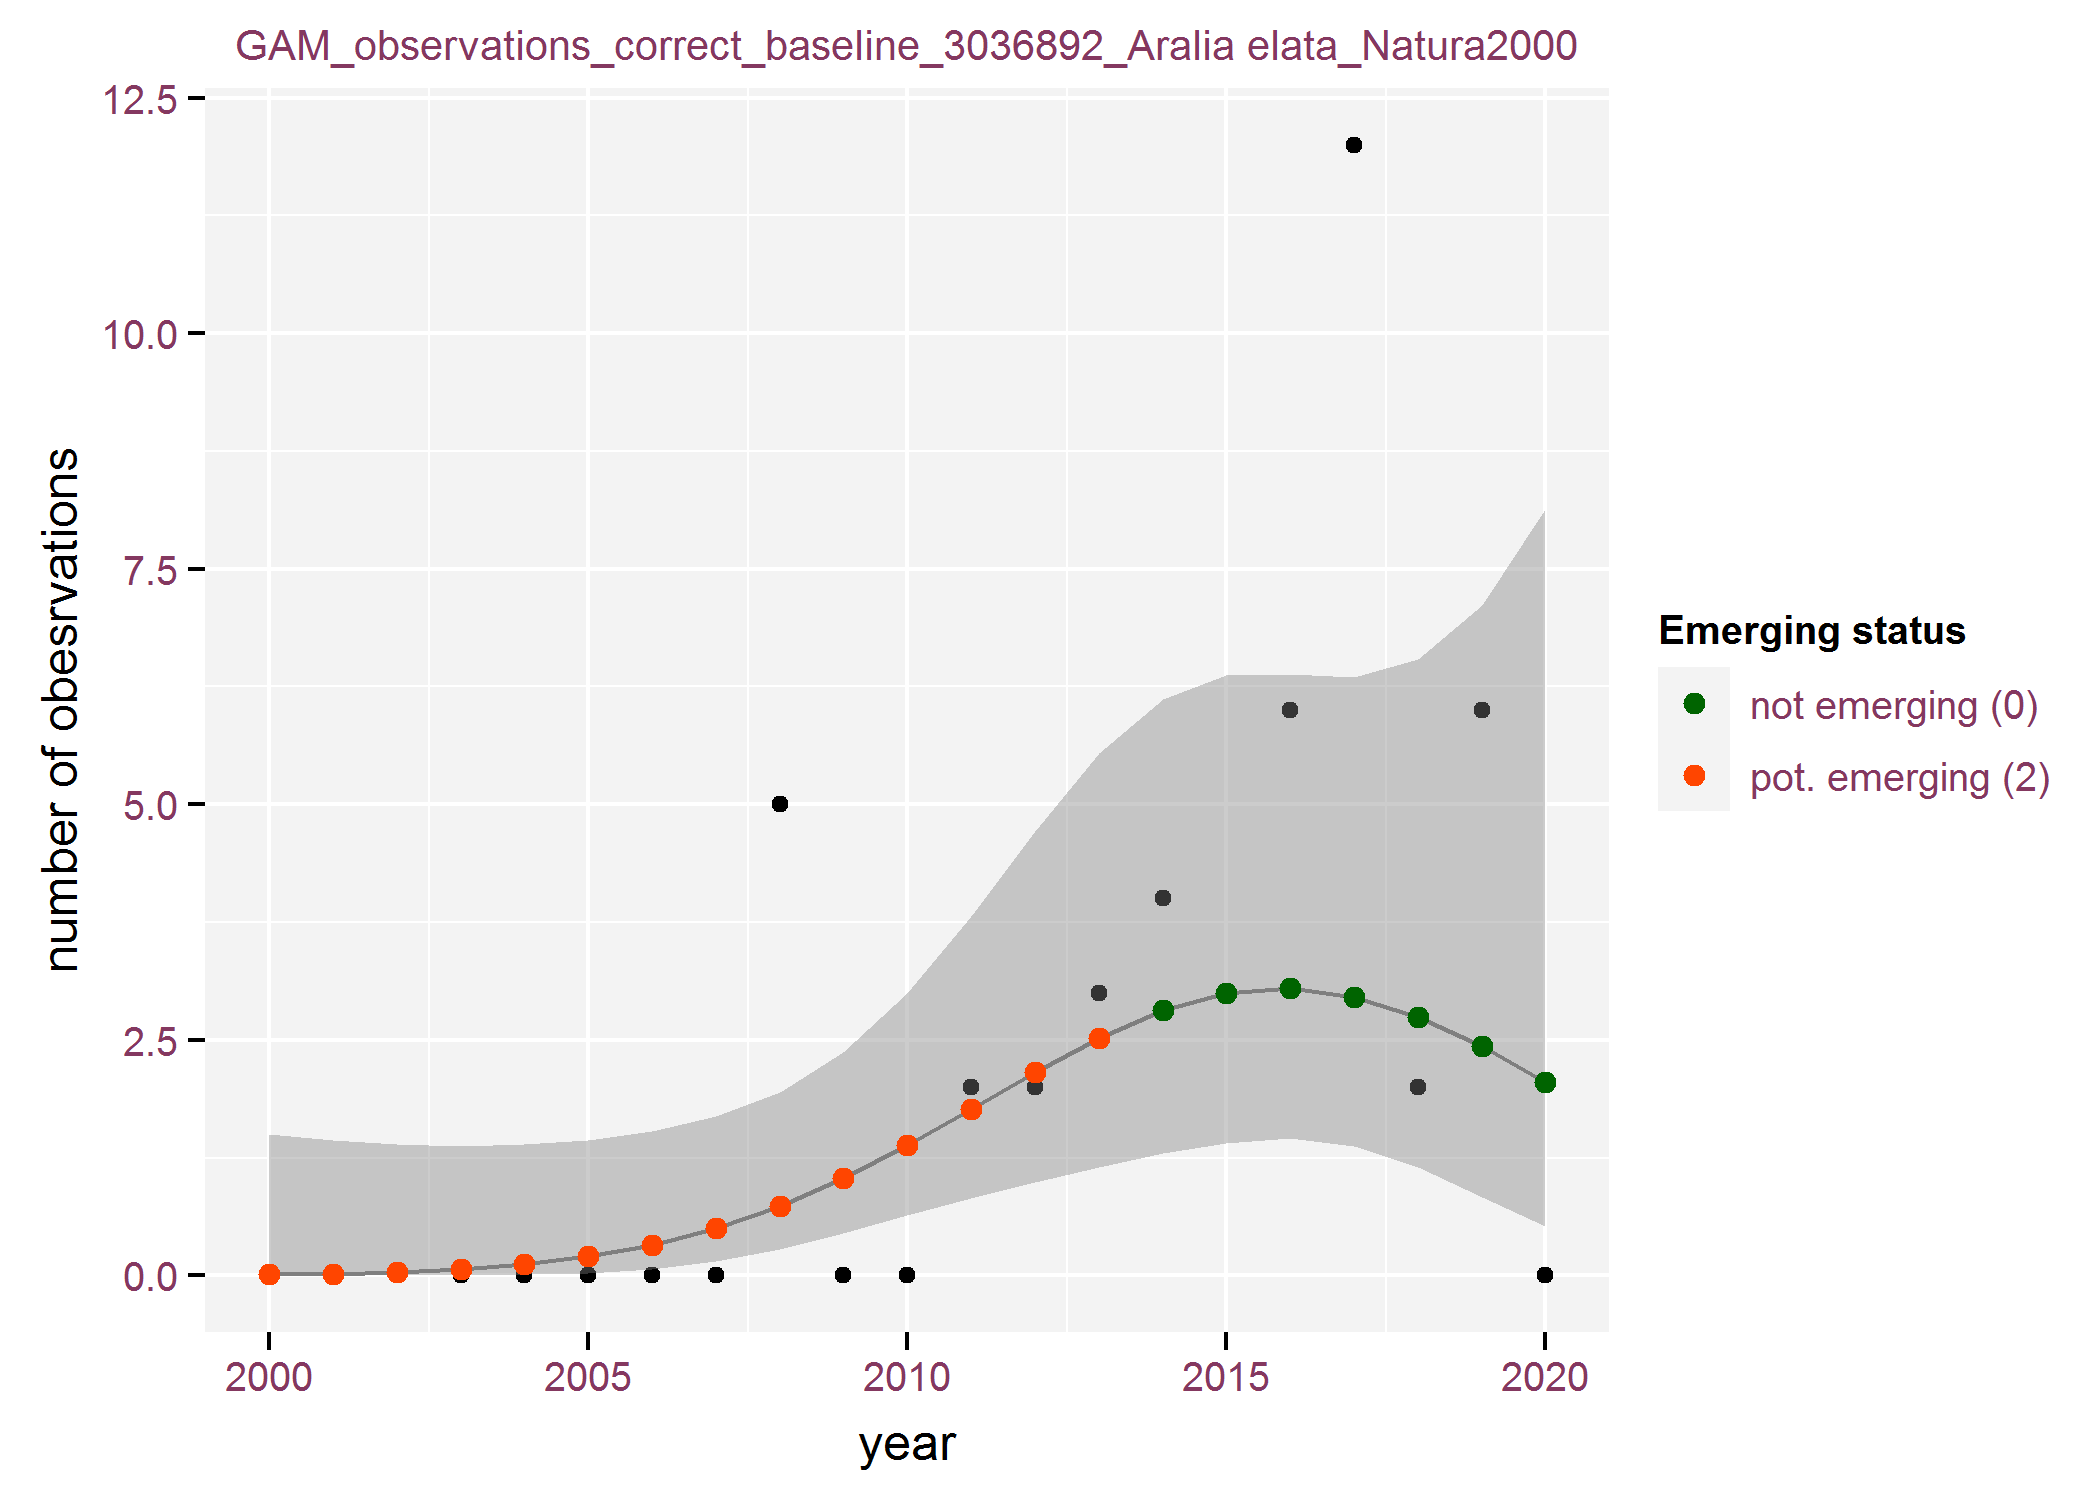 GAM_observations_correct_baseline_3036892_Aralia elata_Natura2000
12.5
10.0
7.5
5.0
2.5
0.0
number of obesrvations
2000
2005
2010
2015
2020
year
Emerging status
not emerging (0)
pot. emerging (2)